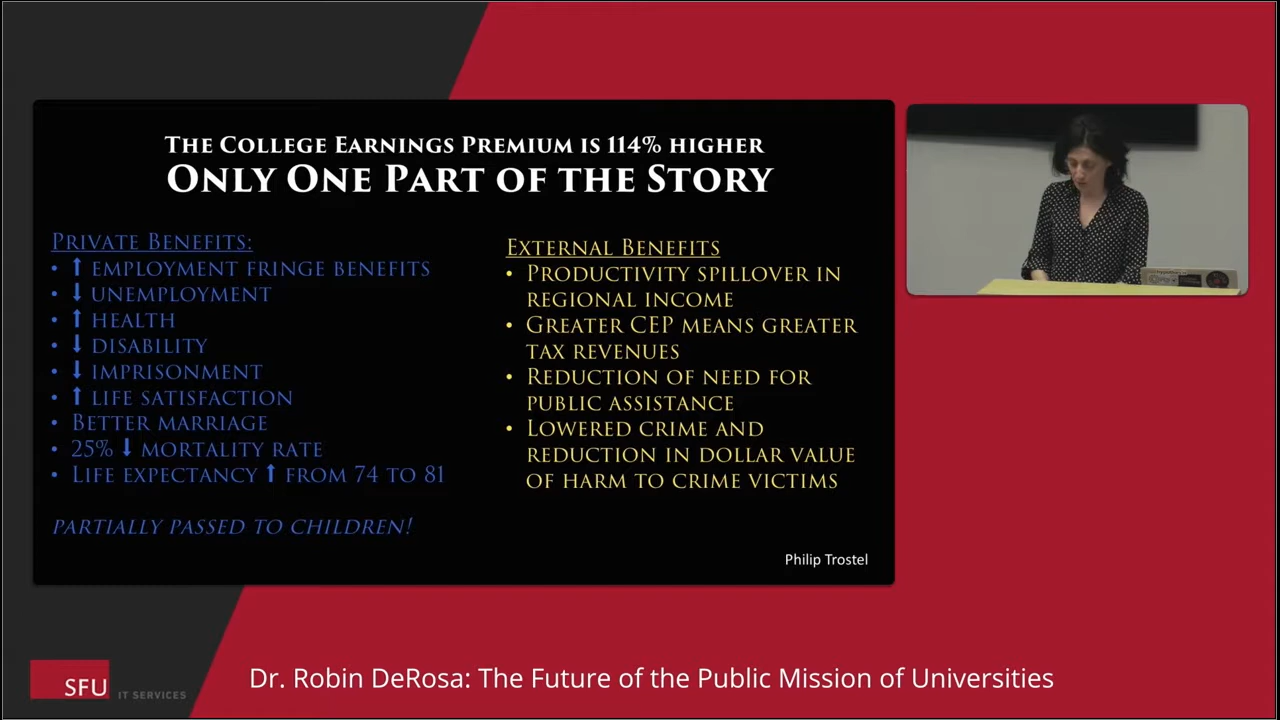 THE COLLEGE EARNINGS PREMIUM IS 114% HIGHER
ONLY ONE PART OF THE STORY
PRIVATE BENEFITS:
• ⬆ EMPLOYMENT FRINGE BENEFITS
• ⬇ UNEMPLOYMENT
• ⬆ HEALTH
• ⬇ DISABILITY
• ⬇ IMPRISONMENT
• ⬆ LIFE SATISFACTION
• BETTER MARRIAGE
• 25% ⬇ MORTALITY RATE
• LIFE EXPECTANCY ⬆ FROM 74 TO 81
PARTIALLY PASSED TO CHILDREN!
EXTERNAL BENEFITS
• PRODUCTIVITY SPILLOVER IN
REGIONAL INCOME
• GREATER CEP MEANS GREATER
TAX REVENUES
• REDUCTION OF NEED FOR
PUBLIC ASSISTANCE
• LOWERED CRIME AND
REDUCTION IN DOLLAR VALUE
OF HARM TO CRIME VICTIMS
Philip Trostel
SFU IT SERVICES
Dr. Robin DeRosa: The Future of the Public Mission of Universities